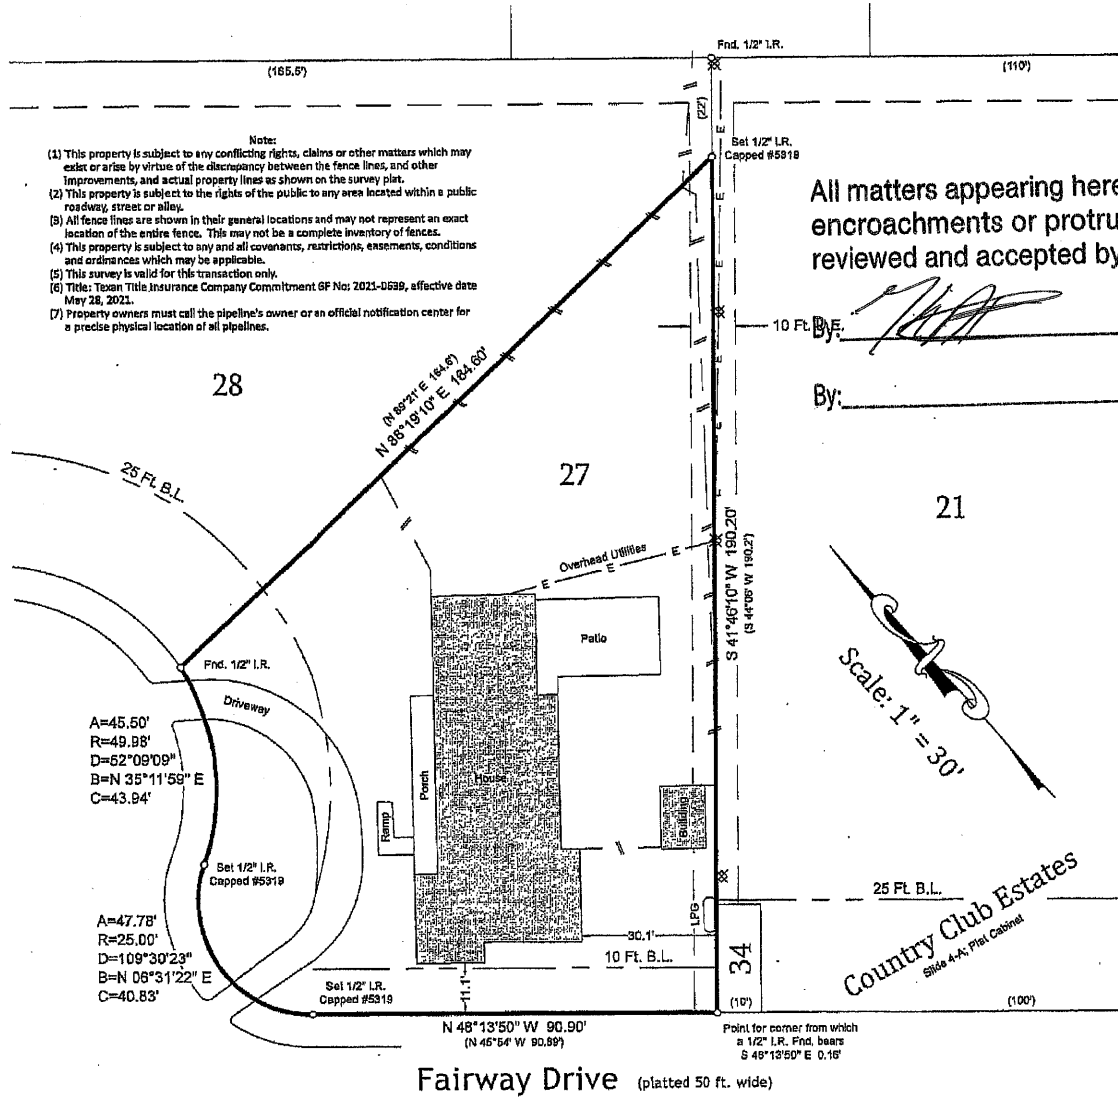 Fnd. 1/2" I.R.
(165.5')
(110')
(22')
E
Set 1/2" I.R.
Capped #5319
Note:
(1) This property is subject to any conflicting rights, claims or other matters which may
exist or arise by virtue of the discrepancy between the fence lines, and other
improvements, and actual property lines as shown on the survey plat.
(2) This property is subject to the rights of the public to any area located within a public
roadway, street or alley.
(3) All fence lines are shown in their general locations and may not represent an exact
location of the entire fence. This may not be a complete inventory of fences.
(4) This property is subject to any and all covenants, restrictions, easements, conditions
and ordinances which may be applicable.
(5) This survey is valid for this transaction only.
(6) Title: Texan Title Insurance Company Commitment GF No: 2021-0639, effective date
May 28, 2021.
(7) Property owners must call the pipeline's owner or an official notification center for
a precise physical location of all pipelines.
All matters appearing here
encroachments or protru
reviewed and accepted by
10 Ft. U.E.
By:
By:
28
(N 89°21' E 164.6')
N 86°19'10" E 164.60'
25 Ft. B.L.
27
21
S 41°46'10" W 190.20'
(S 44°06' W 190.2')
Overhead Utilities
E E E
Patio
Scale: 1" = 30'
Fnd. 1/2" I.R.
Driveway
A=45.50'
R=49.98'
D=52°09'09"
B=N 35°11'59" E
C=43.94'
Porch
House
Ramp
Building
Set 1/2" I.R.
Capped #5319
25 Ft. B.L.
Country Club Estates
Slide 4-A; Plat Cabinet
LPG
A=47.78'
R=25.00'
D=109°30'23"
B=N 06°31'22" E
C=40.83'
30.1'
10 Ft. B.L.
34
Set 1/2" I.R.
Capped #5319
11.1'
(10')
(100')
N 48°13'50" W 90.90'
(N 45°54' W 90.89')
Point for corner from which
a 1/2" I.R. Fnd. bears
S 48°13'50" E 0.16'
Fairway Drive (platted 50 ft. wide)